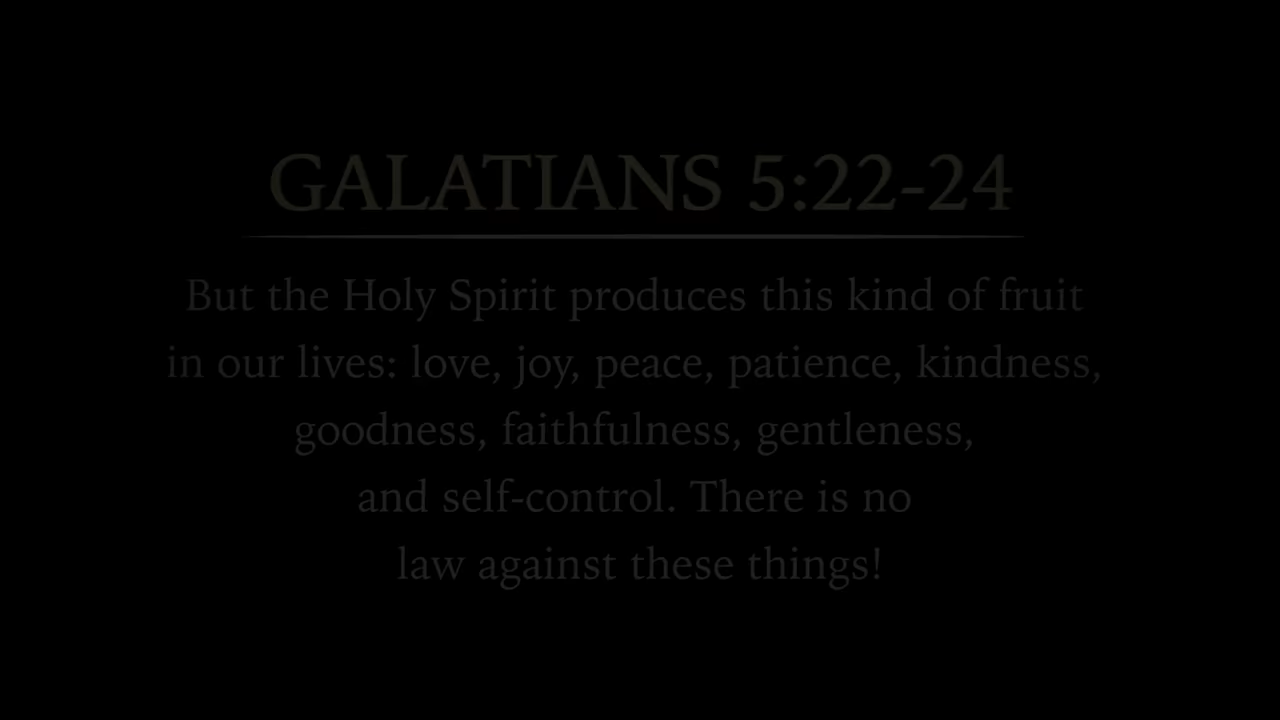 GALATIANS 5:22-24
But the Holy Spirit produces this kind of fruit
in our lives: love, joy, peace, patience, kindness,
goodness, faithfulness, gentleness,
and self-control. There is no
law against these things!